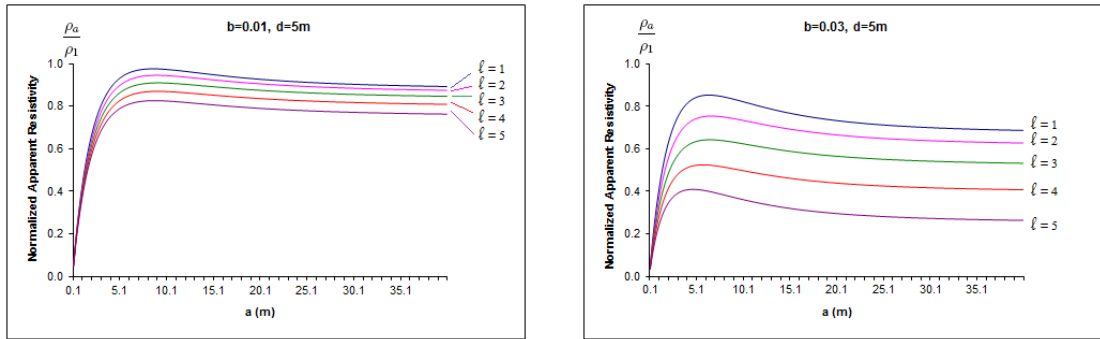 b=0.01, d=5m
ρₐ
ρ₁
Normalized Apparent Resistivity
1.0
0.8
0.6
0.4
0.2
0.0
ℓ = 1
ℓ = 2
ℓ = 3
ℓ = 4
ℓ = 5
0.1 5.1 10.1 15.1 20.1 25.1 30.1 35.1
a (m)
b=0.03, d=5m
ρₐ
ρ₁
Normalized Apparent Resistivity
1.0
0.8
0.6
0.4
0.2
0.0
ℓ = 1
ℓ = 2
ℓ = 3
ℓ = 4
ℓ = 5
0.1 5.1 10.1 15.1 20.1 25.1 30.1 35.1
a (m)